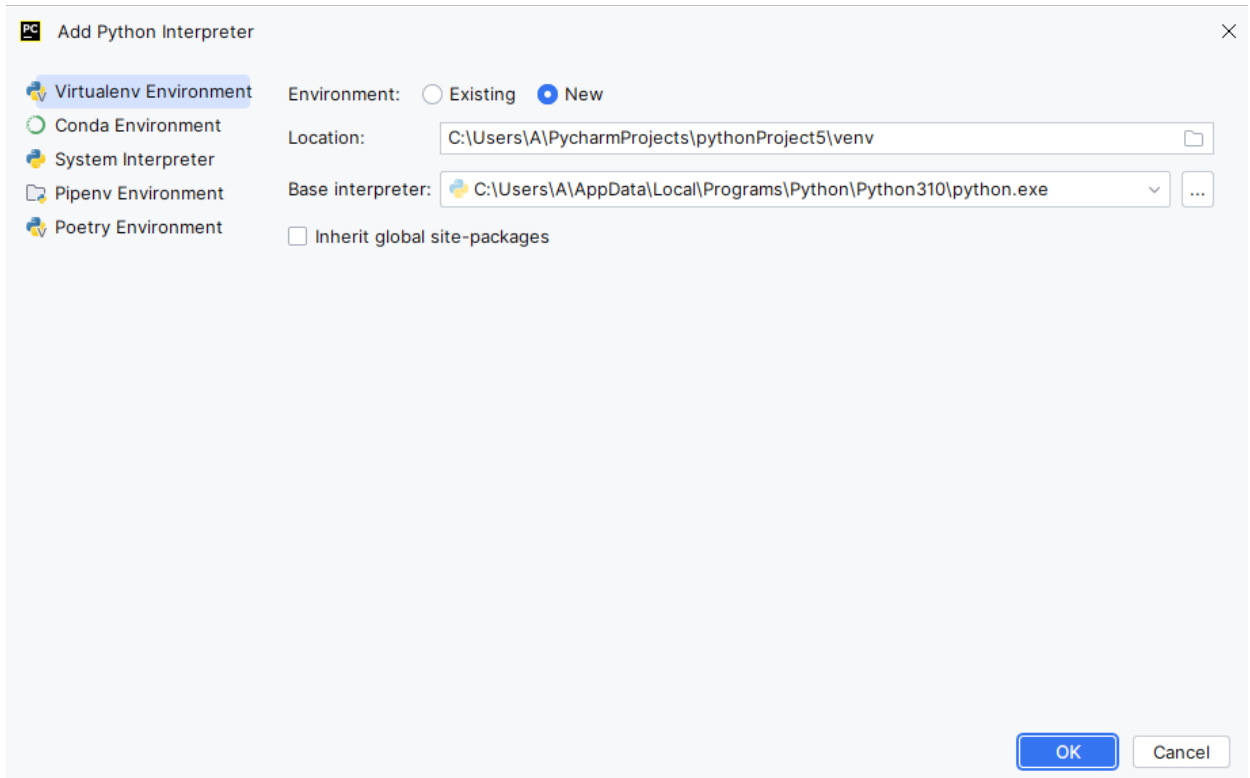 PC Add Python Interpreter
Virtualenv Environment
Conda Environment
System Interpreter
Pipenv Environment
Poetry Environment
Environment: Existing New
Location: C:\Users\A\PycharmProjects\pythonProject5\venv
Base interpreter: C:\Users\A\AppData\Local\Programs\Python\Python310\python.exe ...
Inherit global site-packages
OK Cancel